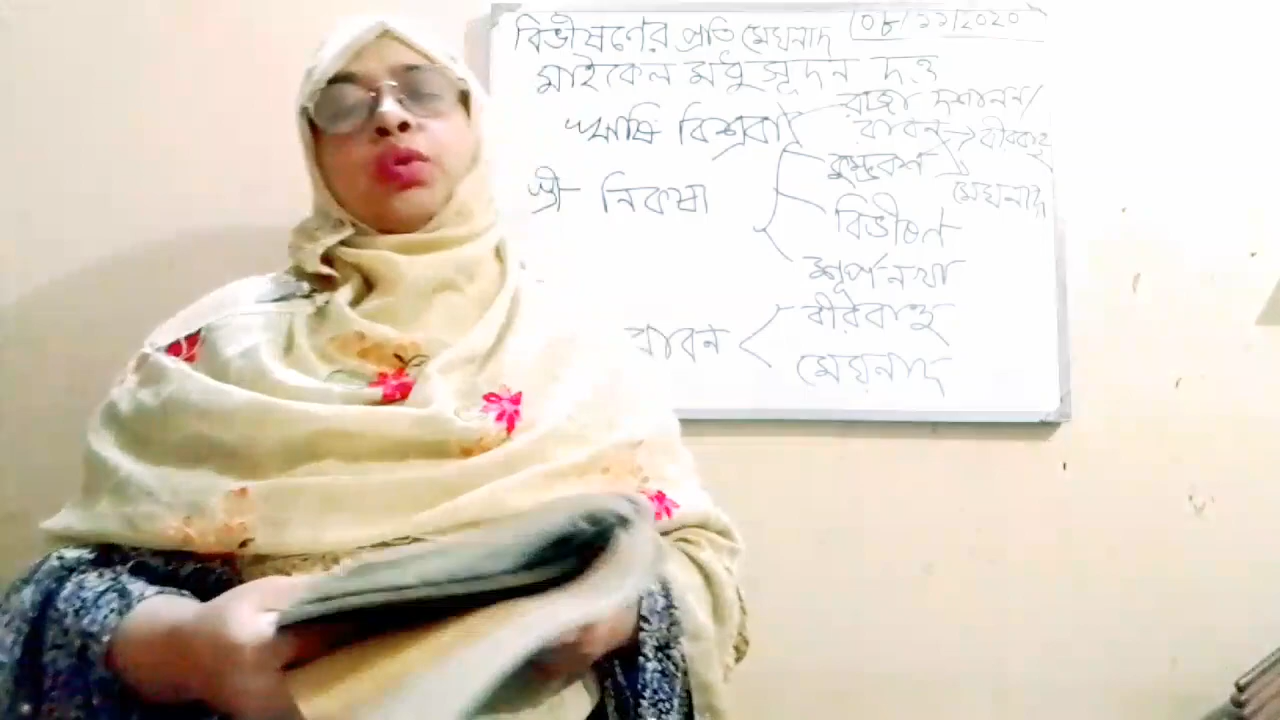 বিভীষণের প্রতি মেঘনাদ ০৮/১১/২০২০
মাইকেল মধুসূদন দত্ত
রাজা দশানন/
ঋষি বিশ্রবা রাবন → বীরবাহু
কুম্ভকর্ণ
মেঘনাদ
স্ত্রী নিকষা
বিভীষণ
শূর্পনখা
বীরবাহু
রাবন
মেঘনাদ